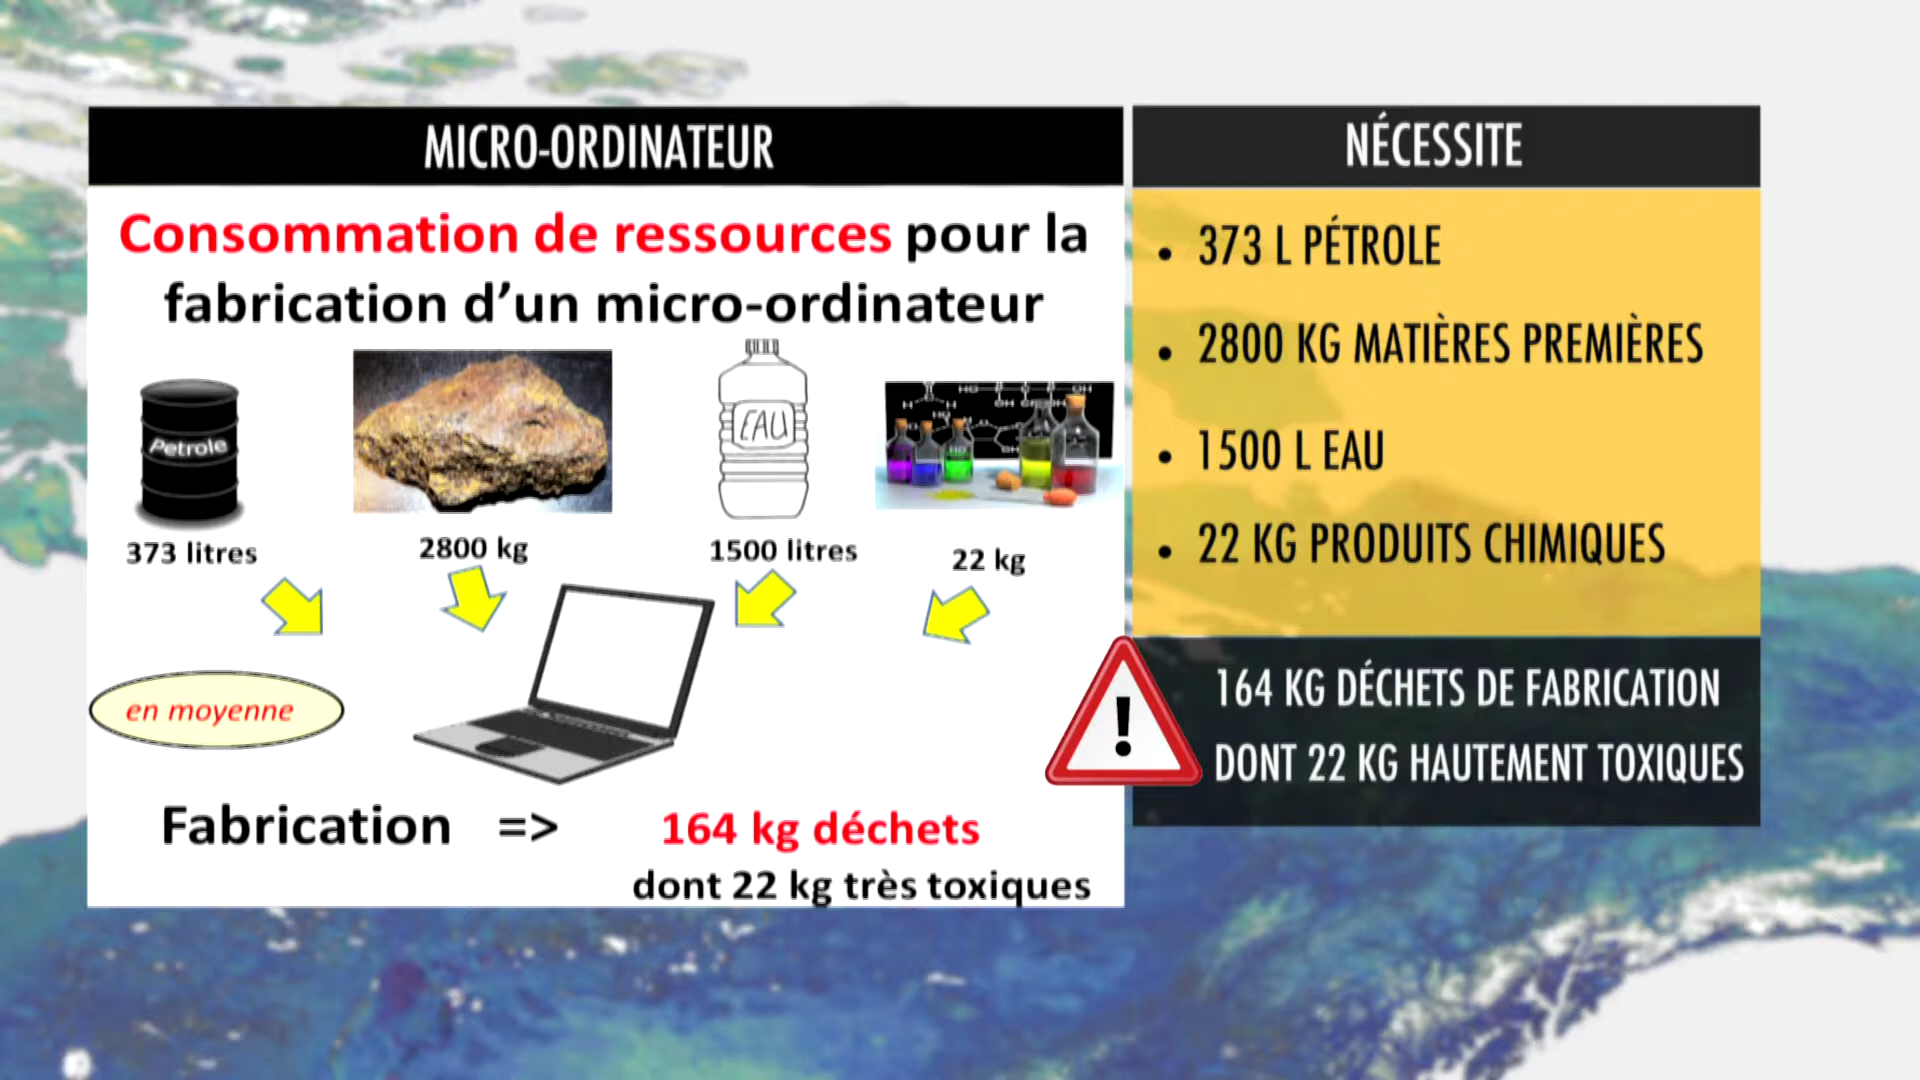 MICRO-ORDINATEUR
Consommation de ressources pour la
fabrication d’un micro-ordinateur
Petrole
EAU
373 litres
2800 kg
1500 litres
22 kg
en moyenne
Fabrication => 164 kg déchets
dont 22 kg très toxiques
NÉCESSITE
• 373 L PÉTROLE
• 2800 KG MATIÈRES PREMIÈRES
• 1500 L EAU
• 22 KG PRODUITS CHIMIQUES
!
164 KG DÉCHETS DE FABRICATION
DONT 22 KG HAUTEMENT TOXIQUES